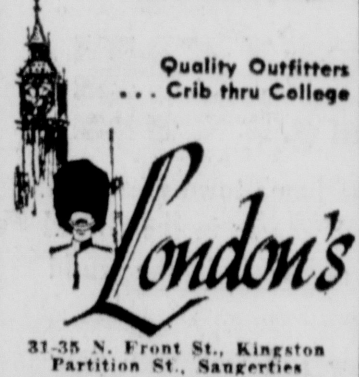 Quality Outfitters
... Crib thru College
London's
31-35 N. Front St., Kingston
Partition St., Saugerties